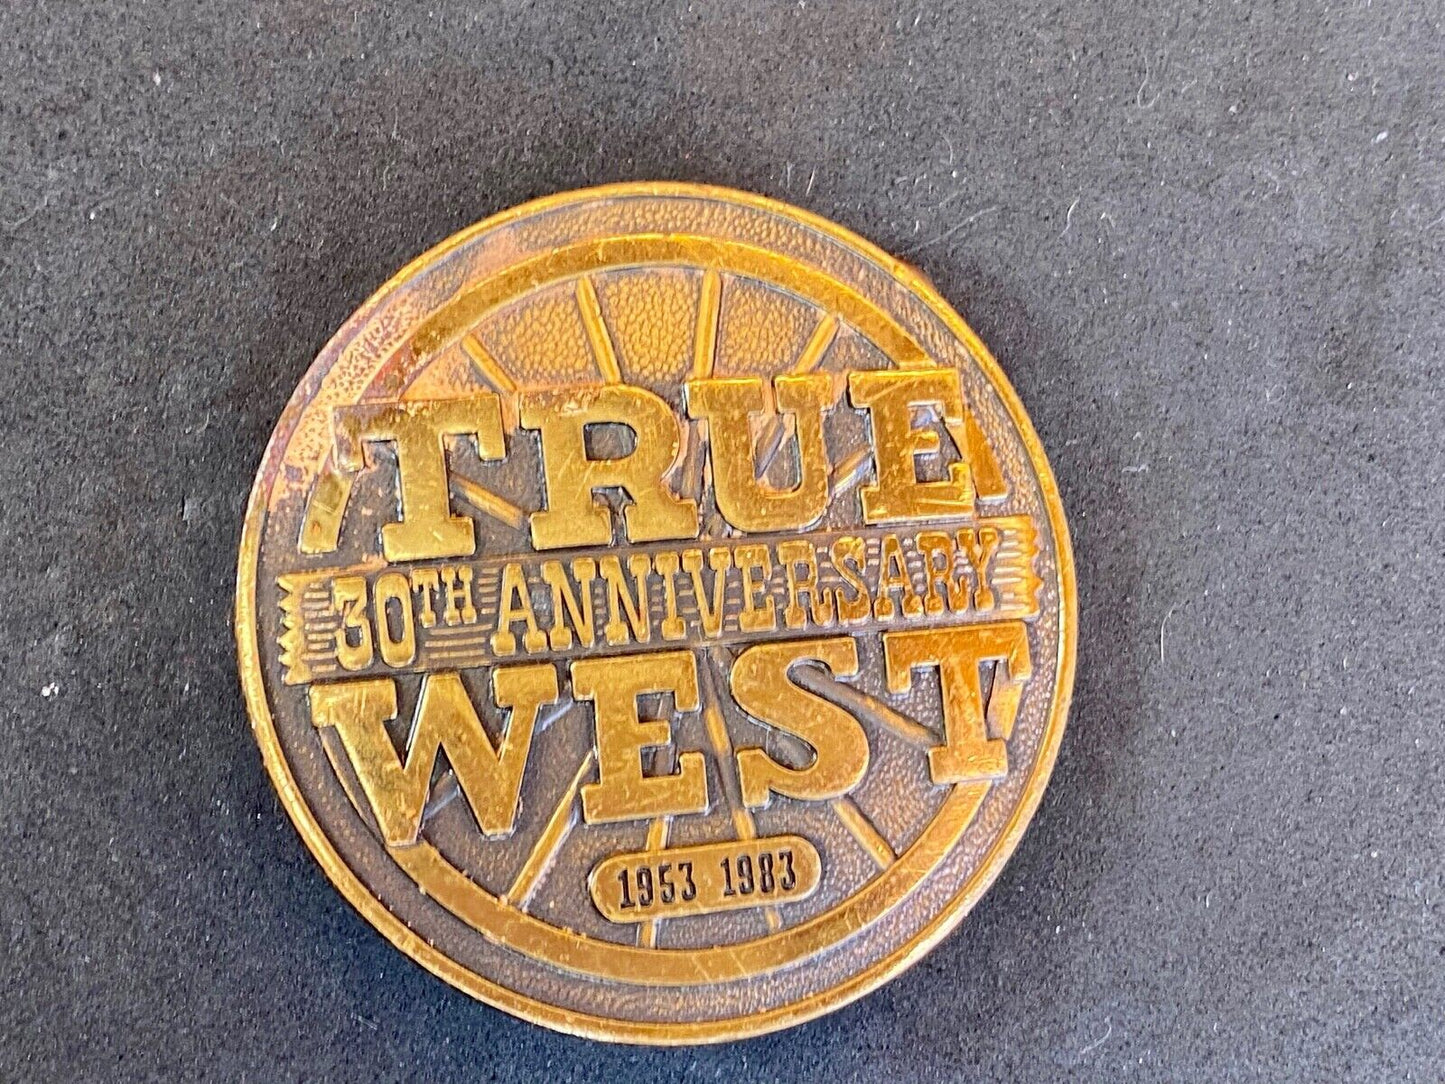 TRUE
30TH ANNIVERSARY
WEST
1953 1983